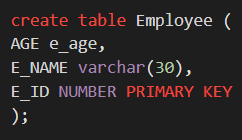 create table Employee (
AGE e_age,
E_NAME varchar(30),
E_ID NUMBER PRIMARY KEY
);